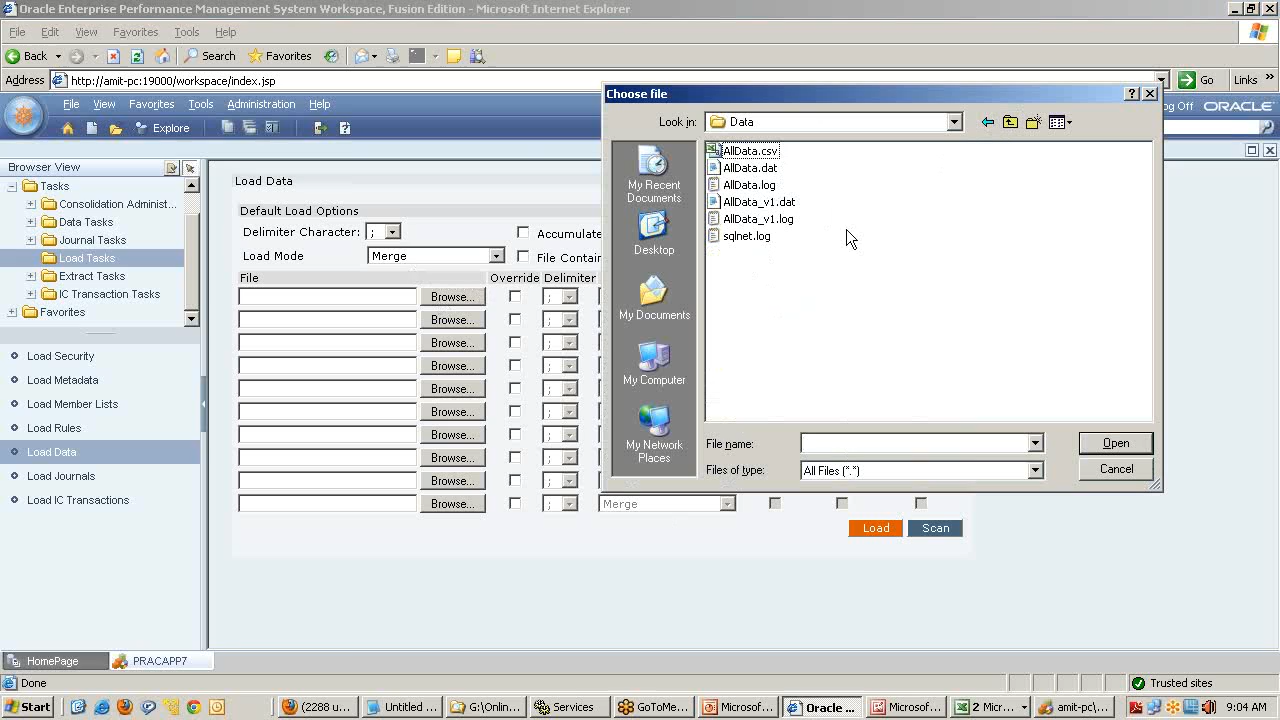 Oracle Enterprise Performance Management System Workspace, Fusion Edition - Microsoft Internet Explorer
File Edit View Favorites Tools Help
Back Search Favorites
Address http://amit-pc:19000/workspace/index.jsp Go Links »
File View Favorites Tools Administration Help Log Off ORACLE
Explore
Browser View
Tasks
Consolidation Administ...
Data Tasks
Journal Tasks
Load Tasks
Extract Tasks
IC Transaction Tasks
Favorites
Load Security
Load Metadata
Load Member Lists
Load Rules
Load Data
Load Journals
Load IC Transactions
Load Data
Default Load Options
Delimiter Character: ; Accumulate
Load Mode Merge File Contain
File Override Delimiter
Browse... ;
Browse... ;
Browse... ;
Browse... ;
Browse... ;
Browse... ;
Browse... ;
Browse... ;
Browse... ;
Browse... ; Merge
Load Scan
Choose file
Look in: Data
My Recent Documents
Desktop
My Documents
My Computer
My Network Places
AllData.csv
AllData.dat
AllData.log
AllData_v1.dat
AllData_v1.log
sqlnet.log
File name: Open
Files of type: All Files (*.*) Cancel
HomePage PRACAPP7
Done Trusted sites
Start (2288 u... Untitled ... G:\Onlin... Services GoToMe... Microsof... Oracle ... Microsof... 2 Micr... amit-pc\... 9:04 AM